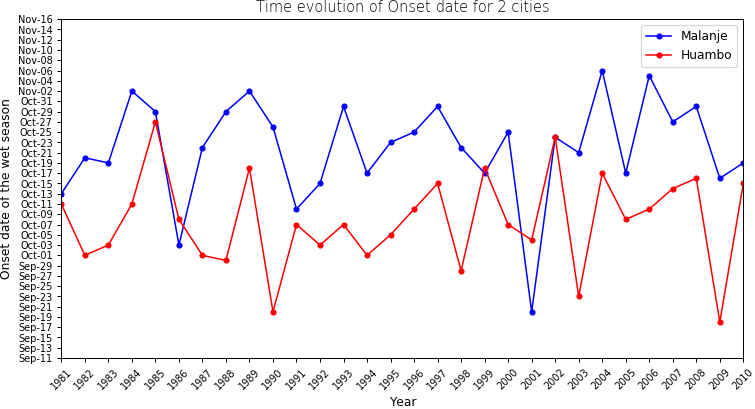 Time evolution of Onset date for 2 cities
Malanje
Huambo
Onset date of the wet season
Nov-16
Nov-14
Nov-12
Nov-10
Nov-08
Nov-06
Nov-04
Nov-02
Oct-31
Oct-29
Oct-27
Oct-25
Oct-23
Oct-21
Oct-19
Oct-17
Oct-15
Oct-13
Oct-11
Oct-09
Oct-07
Oct-05
Oct-03
Oct-01
Sep-29
Sep-27
Sep-25
Sep-23
Sep-21
Sep-19
Sep-17
Sep-15
Sep-13
Sep-11
1981 1982 1983 1984 1985 1986 1987 1988 1989 1990 1991 1992 1993 1994 1995 1996 1997 1998 1999 2000 2001 2002 2003 2004 2005 2006 2007 2008 2009 2010
Year